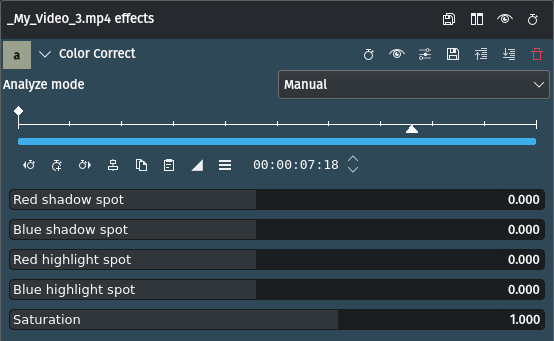 _My_Video_3.mp4 effects
a Color Correct
Analyze mode Manual
00:00:07:18
Red shadow spot 0.000
Blue shadow spot 0.000
Red highlight spot 0.000
Blue highlight spot 0.000
Saturation 1.000